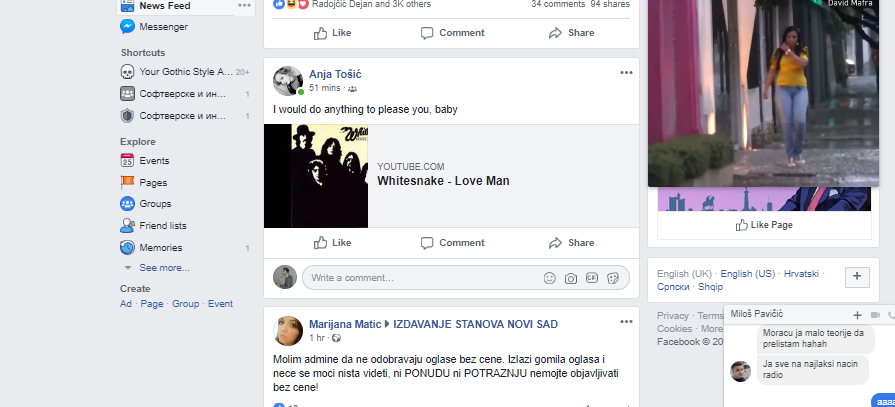 News Feed
Messenger
Shortcuts
Your Gothic Style A... 20+
Софтверске и ин... 1
Софтверске и ин... 1
Explore
Events
Pages
Groups
Friend lists
Memories 1
See more...
Create
Ad · Page · Group · Event
Radojčić Dejan and 3K others 34 comments 94 shares
Like Comment Share
Anja Tošić
51 mins ·
I would do anything to please you, baby
YOUTUBE.COM
Whitesnake - Love Man
Like Comment Share
Write a comment...
GIF
Marijana Matic IZDAVANJE STANOVA NOVI SAD
1 hr ·
Molim admine da ne odobravaju oglase bez cene. Izlazi gomila oglasa i
nece se moci nista videti, ni PONUDU ni POTRAZNJU nemojte objavljivati
bez cene!
David Mafra
Like Page
English (UK) · English (US) · Hrvatski ·
Српски · Shqip
Privacy · Terms
Cookies · More
Facebook © 20
Miloš Pavičić
Moracu ja malo teorije da
prelistam hahah
Ja sve na najlaksi nacin
radio